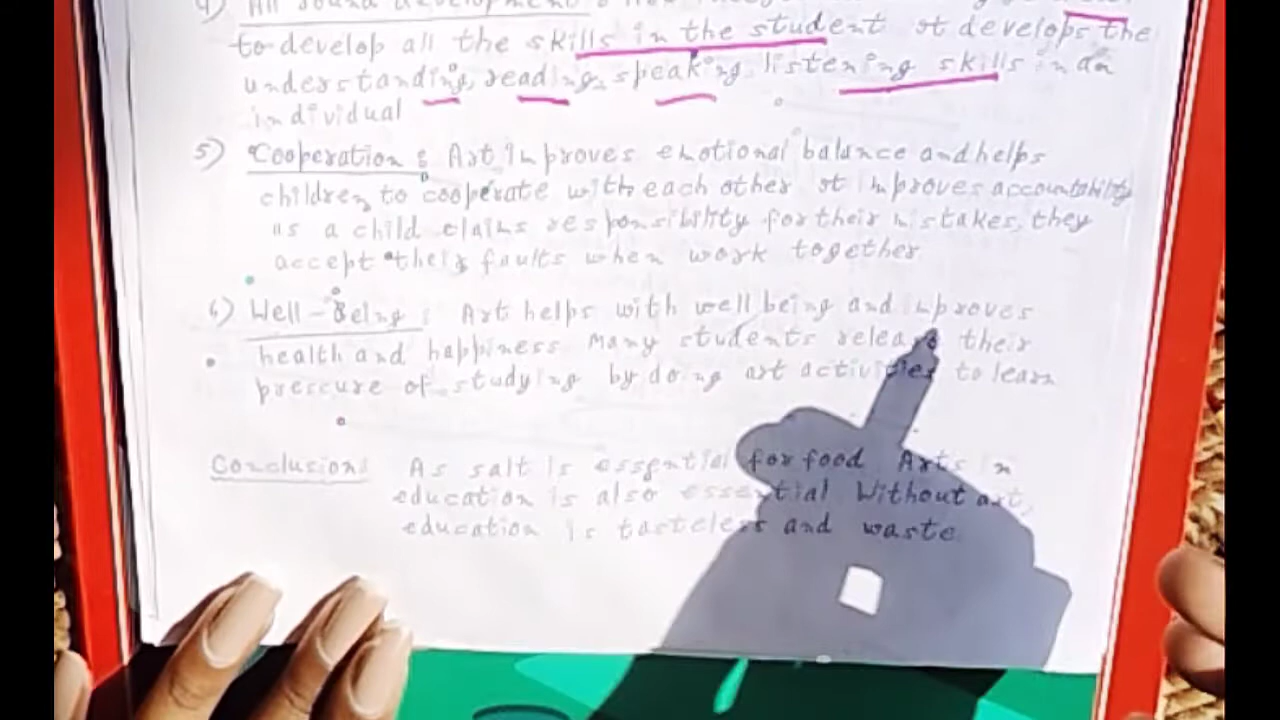 4) All round development :
to develop all the skills in the student It develops the
understanding, reading, speaking, listening skills in an
individual
5) Cooperation : Art improves emotional balance and helps
children to cooperate with each other It improves accountability
as a child claims responsibility for their mistakes, they
accept their faults when work together
6) Well-Being : Art helps with well being and improves
health and happiness Many students release their
pressure of studying by doing art activities to learn
Conclusion: As salt is essential for food Arts in
education is also essential Without art,
education is tasteless and waste